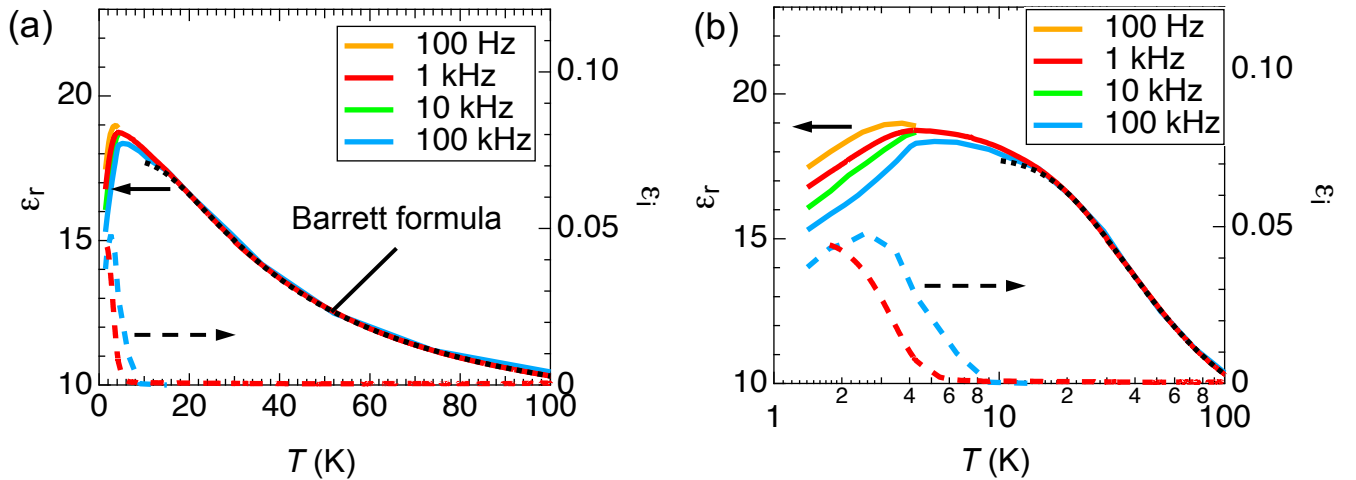 (a)
100 Hz
1 kHz
10 kHz
100 kHz
Barrett formula
εr
20
15
10
0.10
0.05
0
εi
0 20 40 60 80 100
T (K)
(b)
100 Hz
1 kHz
10 kHz
100 kHz
εr
20
15
10
0.10
0.05
0
εi
1 2 4 6 8 10 2 4 6 8 100
T (K)